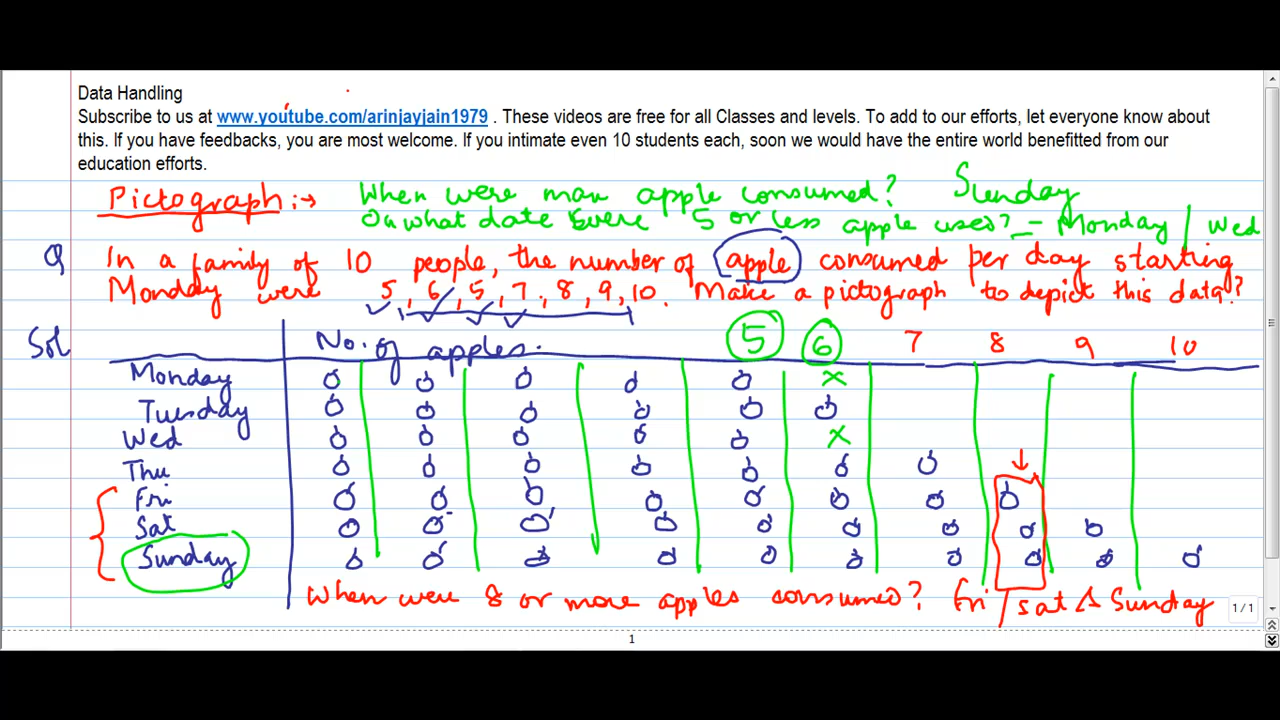 Data Handling
Subscribe to us at www.youtube.com/arinjayjain1979 . These videos are free for all Classes and levels. To add to our efforts, let everyone know about
this. If you have feedbacks, you are most welcome. If you intimate even 10 students each, soon we would have the entire world benefitted from our
education efforts.
Pictograph :→ When were max apple consumed? Sunday
On what date were 5 or less apple used? – Monday / Wed
Q In a family of 10 people, the number of apple consumed per day starting
Monday were 5, 6, 5, 7, 8, 9, 10. Make a pictograph to depict this data?
Sol No. of apples. 5 6 7 8 9 10
Monday x
Tuesday
Wed x
Thu
Fri
Sat
Sunday
When were 8 or more apples consumed? Fri / Sat & Sunday
1/1
1